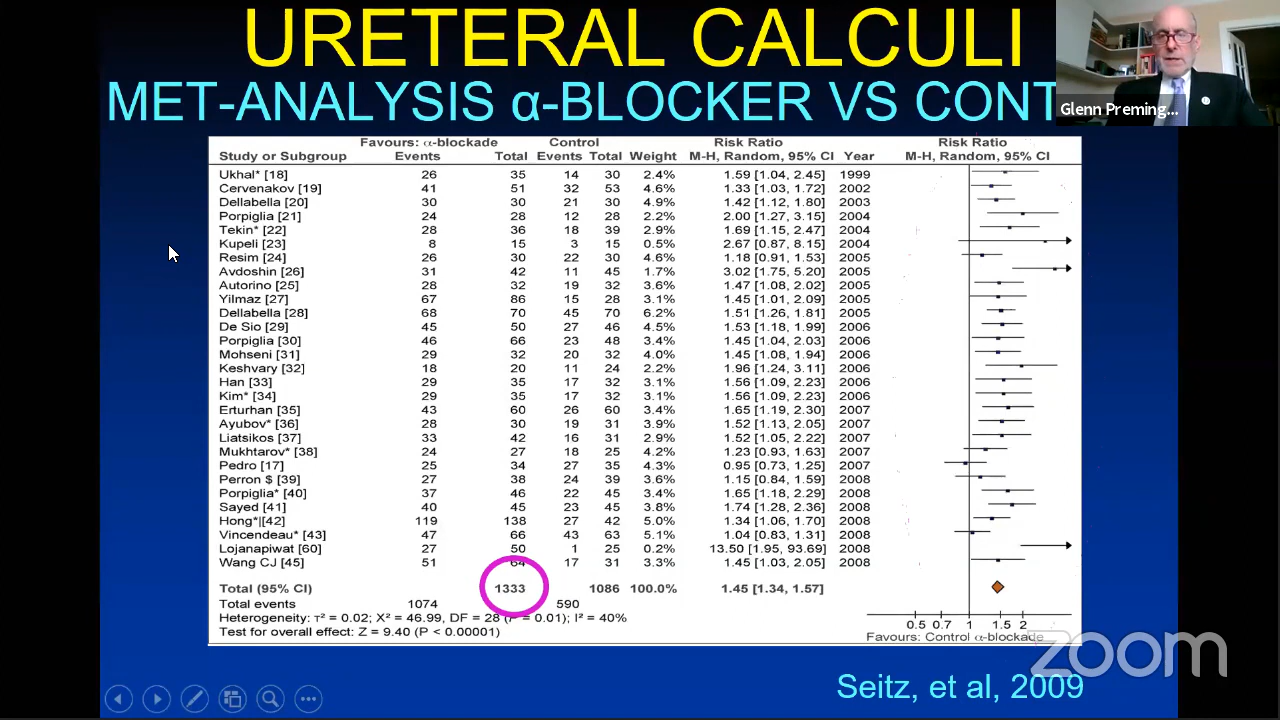 URETERAL CALCULI
MET-ANALYSIS α-BLOCKER VS CONT
Glenn Preming...
Favours: α-blockade Control Risk Ratio Risk Ratio
Study or Subgroup Events Total Events Total Weight M-H, Random, 95% CI Year M-H, Random, 95% CI
Ukhal* [18] 26 35 14 30 2.4% 1.59 [1.04, 2.45] 1999
Cervenakov [19] 41 51 32 53 4.6% 1.33 [1.03, 1.72] 2002
Dellabella [20] 30 30 21 30 5.0% 1.42 [1.12, 1.80] 2003
Porpiglia [21] 24 28 12 28 2.2% 2.00 [1.27, 3.15] 2004
Tekin* [22] 28 36 18 39 2.9% 1.69 [1.15, 2.47] 2004
Kupeli [23] 8 15 3 15 0.5% 2.67 [0.87, 8.15] 2004
Resim [24] 26 30 22 30 4.6% 1.18 [0.91, 1.53] 2005
Avdoshin [26] 31 42 11 45 1.7% 3.02 [1.75, 5.20] 2005
Autorino [25] 28 32 19 32 3.7% 1.47 [1.08, 2.02] 2005
Yilmaz [27] 67 86 15 28 3.1% 1.45 [1.01, 2.09] 2005
Dellabella [28] 68 70 45 70 6.2% 1.51 [1.26, 1.81] 2005
De Sio [29] 45 50 27 46 4.6% 1.53 [1.18, 1.99] 2006
Porpiglia [30] 46 66 23 48 3.4% 1.45 [1.04, 2.03] 2006
Mohseni [31] 29 32 20 32 4.0% 1.45 [1.08, 1.94] 2006
Keshvary [32] 18 20 11 24 2.2% 1.96 [1.24, 3.11] 2006
Han [33] 29 35 17 32 3.1% 1.56 [1.09, 2.23] 2006
Kim* [34] 29 35 17 32 3.1% 1.56 [1.09, 2.23] 2006
Erturhan [35] 43 60 26 60 3.5% 1.65 [1.19, 2.30] 2007
Ayubov* [36] 28 30 19 31 3.9% 1.52 [1.13, 2.05] 2007
Liatsikos [37] 33 42 16 31 2.9% 1.52 [1.05, 2.22] 2007
Mukhtarov* [38] 24 27 18 25 4.2% 1.23 [0.93, 1.63] 2007
Pedro [17] 25 34 27 35 4.3% 0.95 [0.73, 1.25] 2007
Perron $ [39] 27 38 24 39 3.6% 1.15 [0.84, 1.59] 2008
Porpiglia* [40] 37 46 22 45 3.4% 1.65 [1.18, 2.29] 2008
Sayed [41] 40 45 23 45 3.7% 1.74 [1.28, 2.36] 2008
Hong*|[42] 119 138 27 42 5.0% 1.34 [1.06, 1.70] 2008
Vincendeau* [43] 47 66 43 63 5.1% 1.04 [0.83, 1.31] 2008
Lojanapiwat [60] 27 50 1 25 0.2% 13.50 [1.95, 93.69] 2008
Wang CJ [45] 51 64 17 31 3.3% 1.45 [1.03, 2.05] 2008
Total (95% CI) 1333 1086 100.0% 1.45 [1.34, 1.57]
Total events 1074 590
Heterogeneity: τ² = 0.02; X² = 46.99, DF = 28 (P = 0.01); I² = 40%
Test for overall effect: Z = 9.40 (P < 0.00001)
0.5 0.7 1 1.5 2
Favours: Control α-blockade
zoom
Seitz, et al, 2009